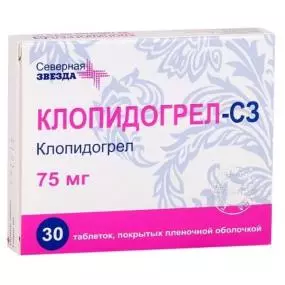 Северная
ЗВЕЗДА
КЛОПИДОГРЕЛ-СЗ
Клопидогрел
75 мг
30 таблеток, покрытых пленочной оболочкой